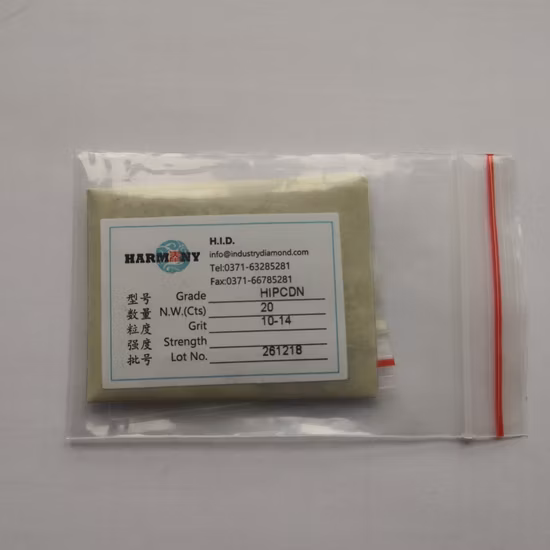 HARMONY
H.I.D.
info@industrydiamond.com
Tel:0371-63285281
Fax:0371-66785281
型号 Grade HIPCDN
数量 N.W.(Cts) 20
粒度 Grit 10-14
强度 Strength
批号 Lot No. 261218